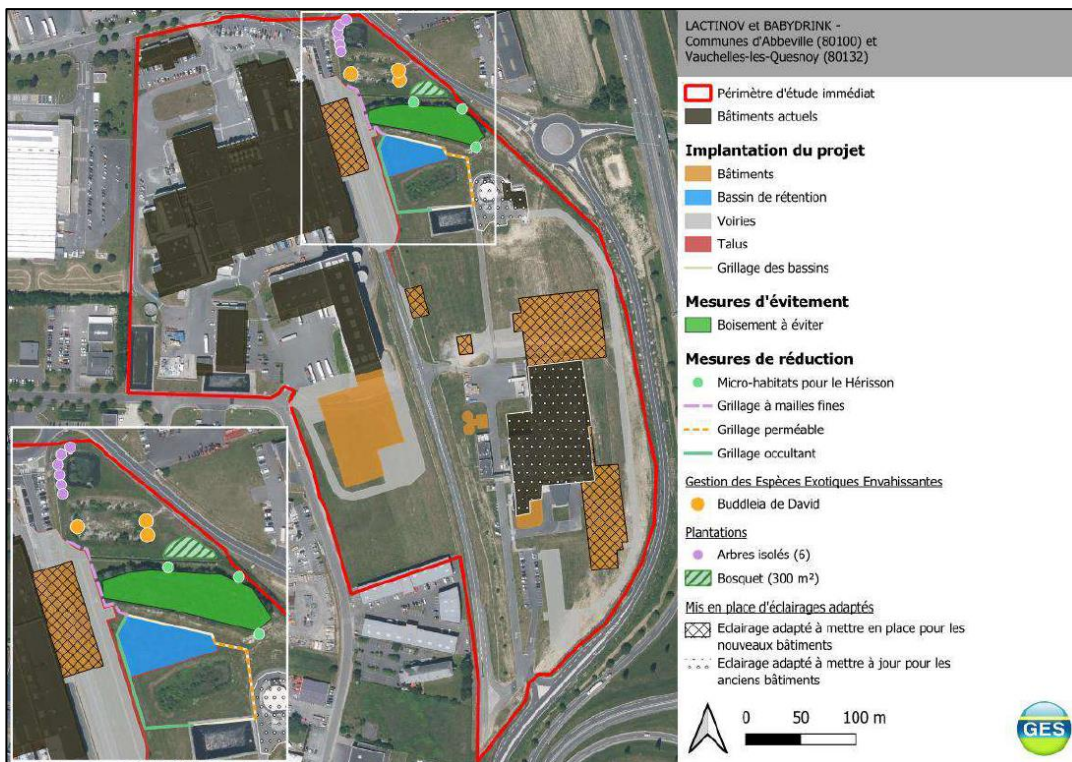 LACTINOV et BABYDRINK -
Communes d'Abbeville (80100) et
Vauchelles-les-Quesnoy (80132)
Périmètre d'étude immédiat
Bâtiments actuels
Implantation du projet
Bâtiments
Bassin de rétention
Voiries
Talus
Grillage des bassins
Mesures d'évitement
Boisement à éviter
Mesures de réduction
Micro-habitats pour le Hérisson
Grillage à mailles fines
Grillage perméable
Grillage occultant
Gestion des Espèces Exotiques Envahissantes
Buddleia de David
Plantations
Arbres isolés (6)
Bosquet (300 m²)
Mis en place d'éclairages adaptés
Eclairage adapté à mettre en place pour les
nouveaux bâtiments
Eclairage adapté à mettre à jour pour les
anciens bâtiments
0 50 100 m
GES